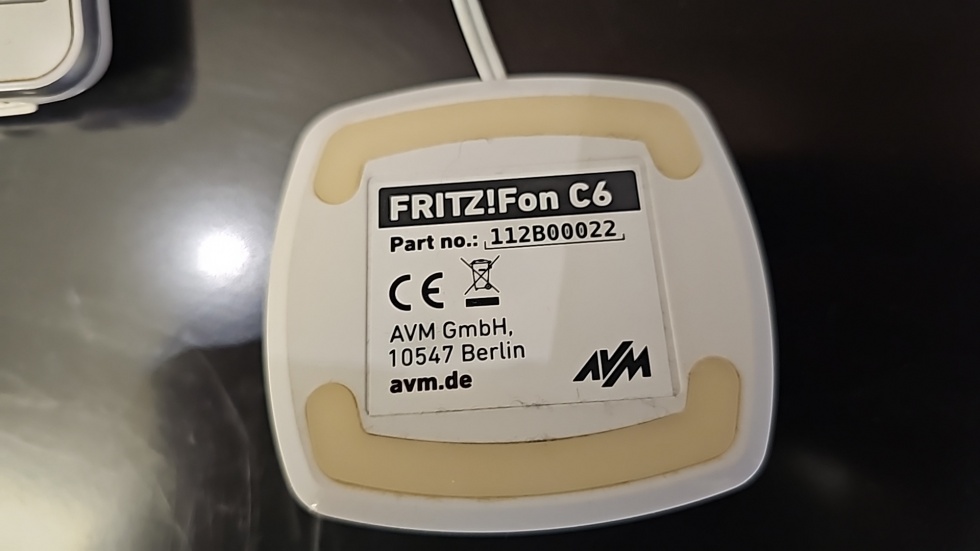 FRITZ!Fon C6
Part no.: 112B00022
CE
AVM GmbH,
10547 Berlin
avm.de
AVM